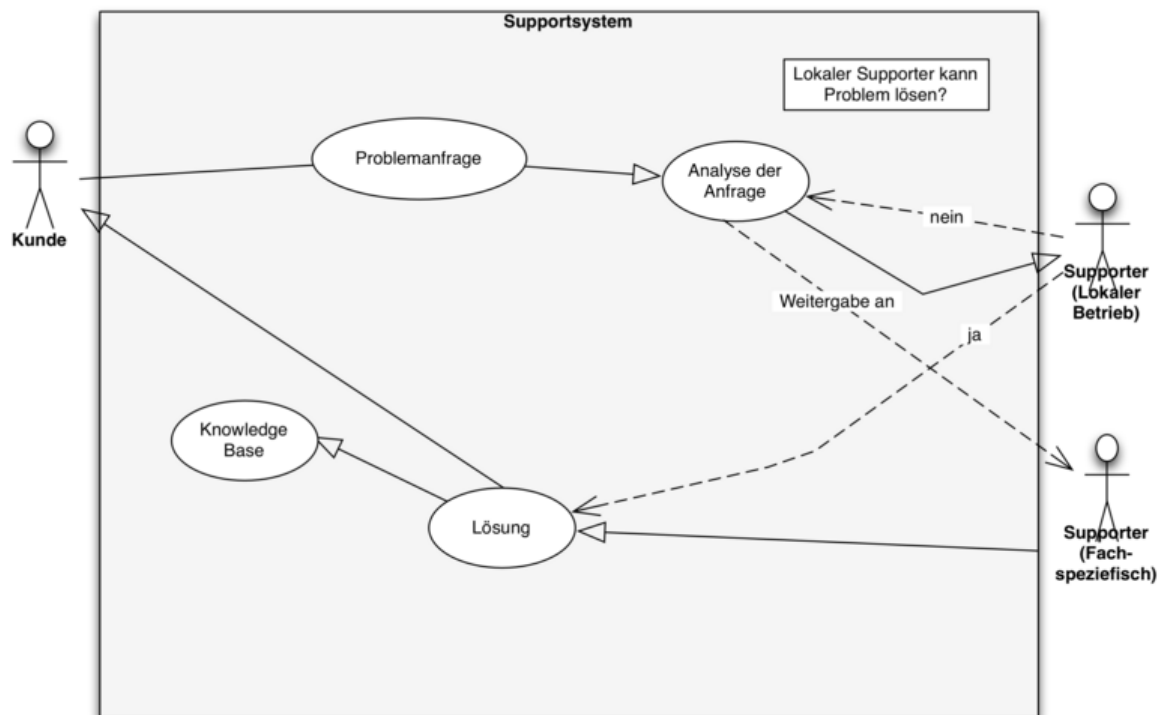 Supportsystem
Lokaler Supporter kann
Problem lösen?
Problemanfrage
Analyse der
Anfrage
nein
Kunde
Supporter
(Lokaler
Betrieb)
Weitergabe an
ja
Knowledge
Base
Lösung
Supporter
(Fach-
speziefisch)